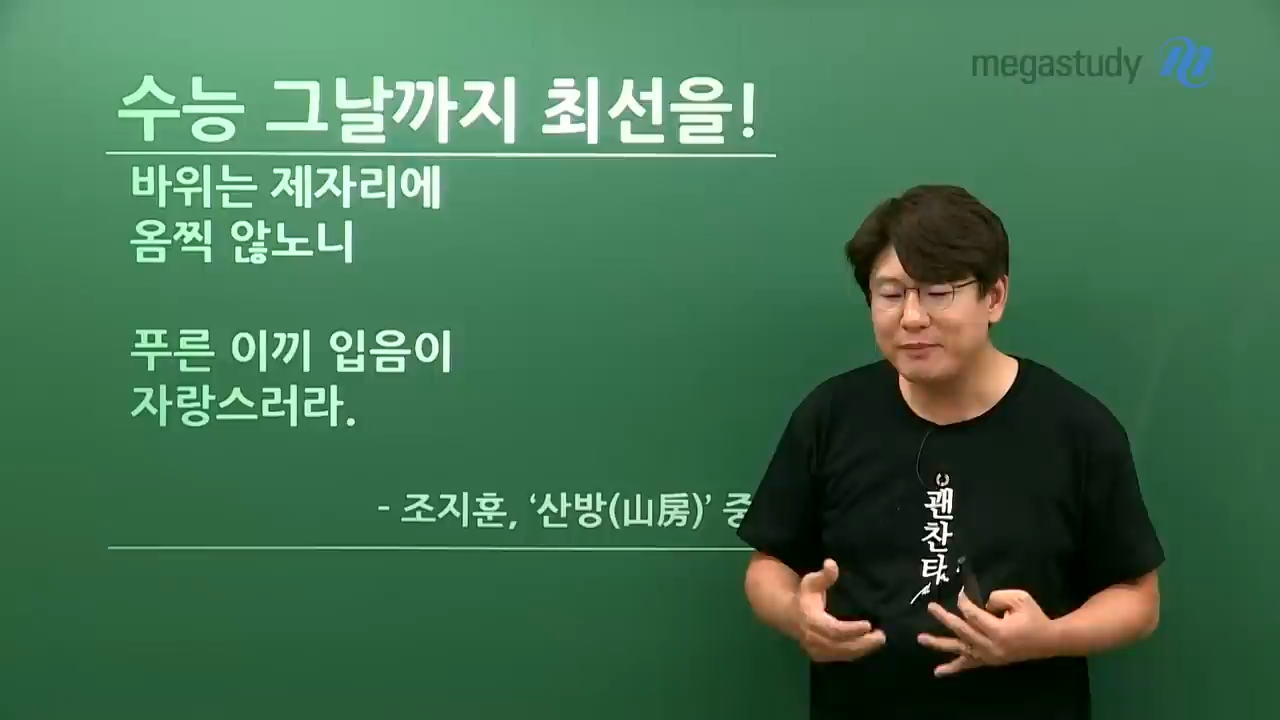 megastudy
수능 그날까지 최선을!
바위는 제자리에
옴찍 않노니
푸른 이끼 입음이
자랑스러라.
- 조지훈, ‘산방(山房)’ 중
괜찬타